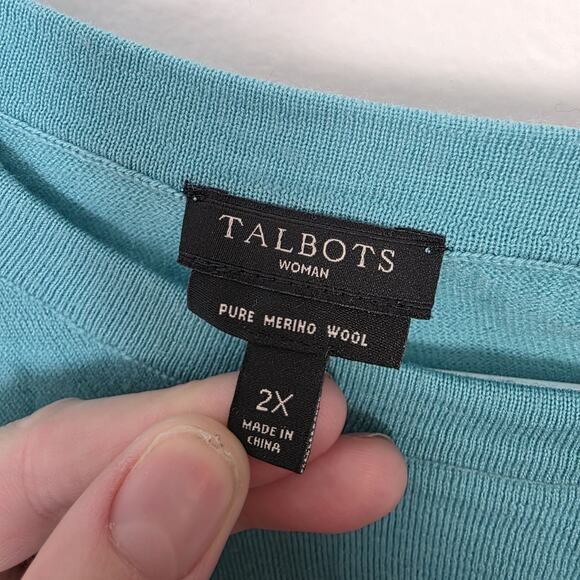 TALBOTS
WOMAN
PURE MERINO WOOL
2X
MADE IN
CHINA